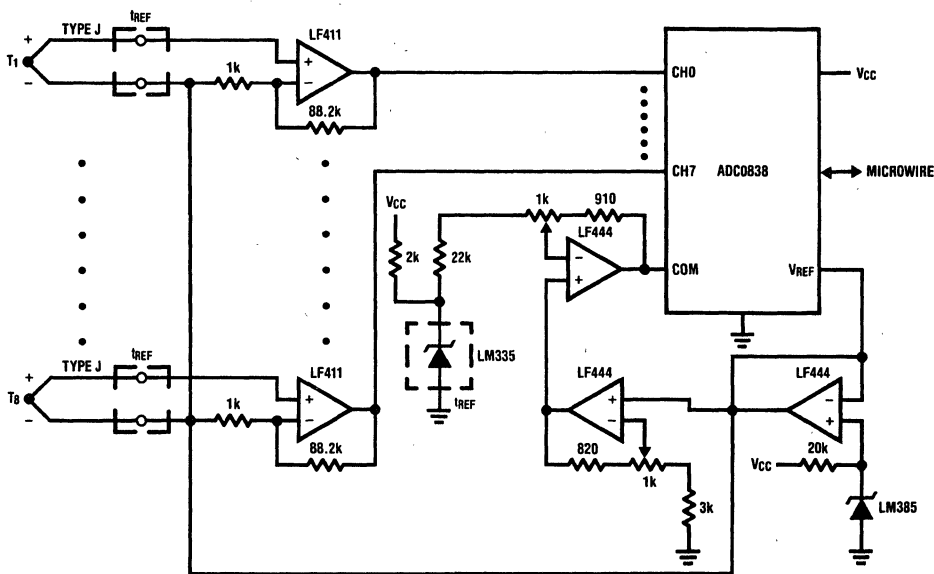 TYPE J
tREF
LF411
+
T1
−
1k
+
−
88.2k
CH0
VCC
CH7
ADC0838
MICROWIRE
VCC
1k
910
LF444
2k
22k
−
+
COM
VREF
LM335
tREF
TYPE J
tREF
LF411
LF444
LF444
+
T8
−
1k
+
−
88.2k
+
−
−
+
820
1k
3k
VCC
20k
LM385